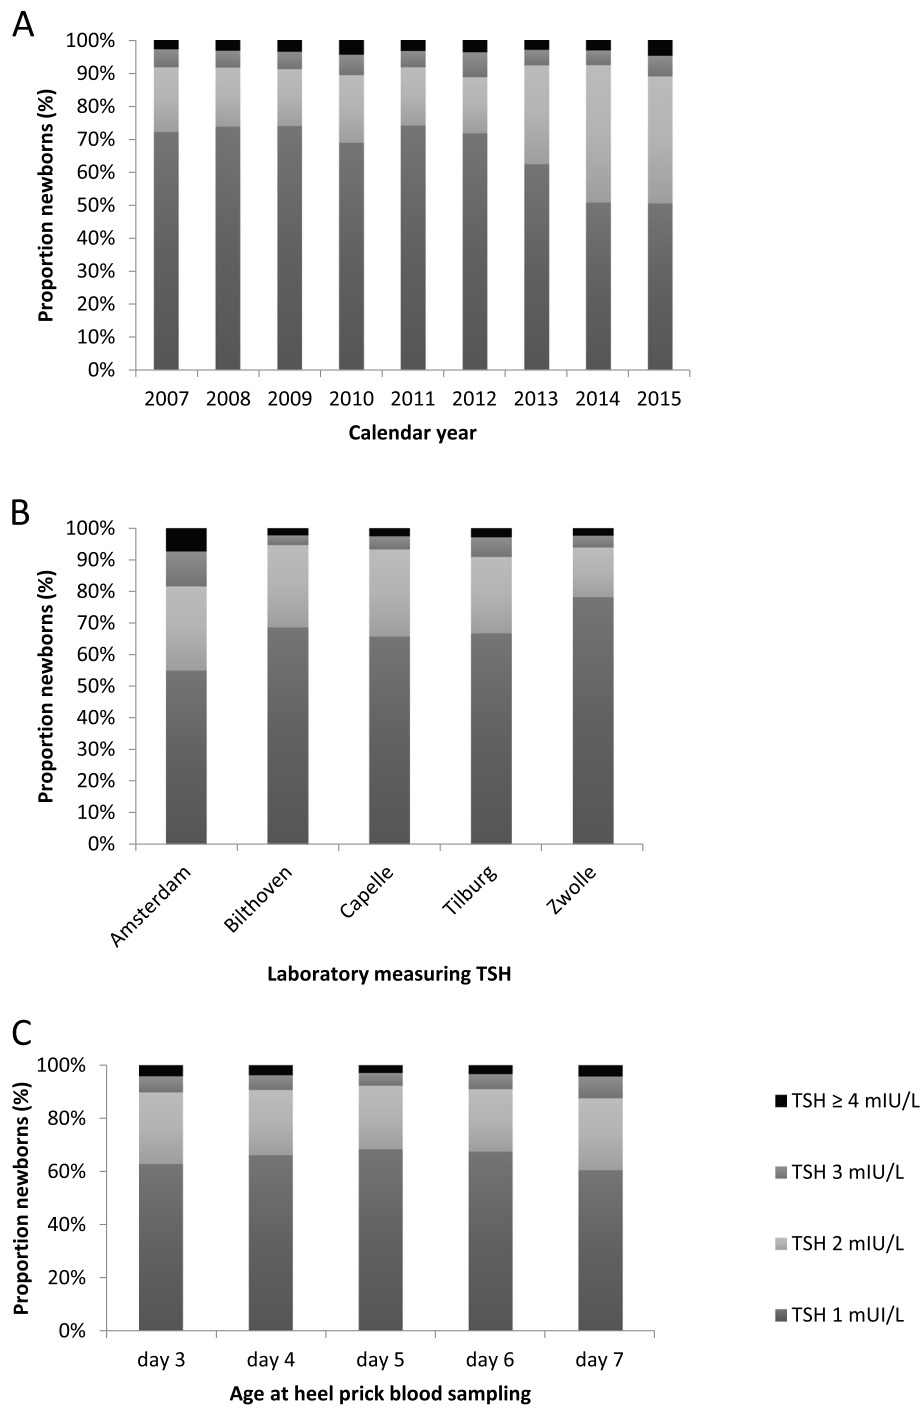 A
Proportion newborns (%)
100%
90%
80%
70%
60%
50%
40%
30%
20%
10%
0%
2007 2008 2009 2010 2011 2012 2013 2014 2015
Calendar year
B
Proportion newborns (%)
100%
90%
80%
70%
60%
50%
40%
30%
20%
10%
0%
Amsterdam Bilthoven Capelle Tilburg Zwolle
Laboratory measuring TSH
C
Proportion newborns (%)
100%
80%
60%
40%
20%
0%
day 3 day 4 day 5 day 6 day 7
Age at heel prick blood sampling
TSH ≥ 4 mIU/L
TSH 3 mIU/L
TSH 2 mIU/L
TSH 1 mUI/L